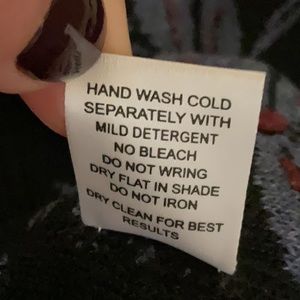 HAND WASH COLD
SEPARATELY WITH
MILD DETERGENT
NO BLEACH
DO NOT WRING
DRY FLAT IN SHADE
DO NOT IRON
DRY CLEAN FOR BEST
RESULTS